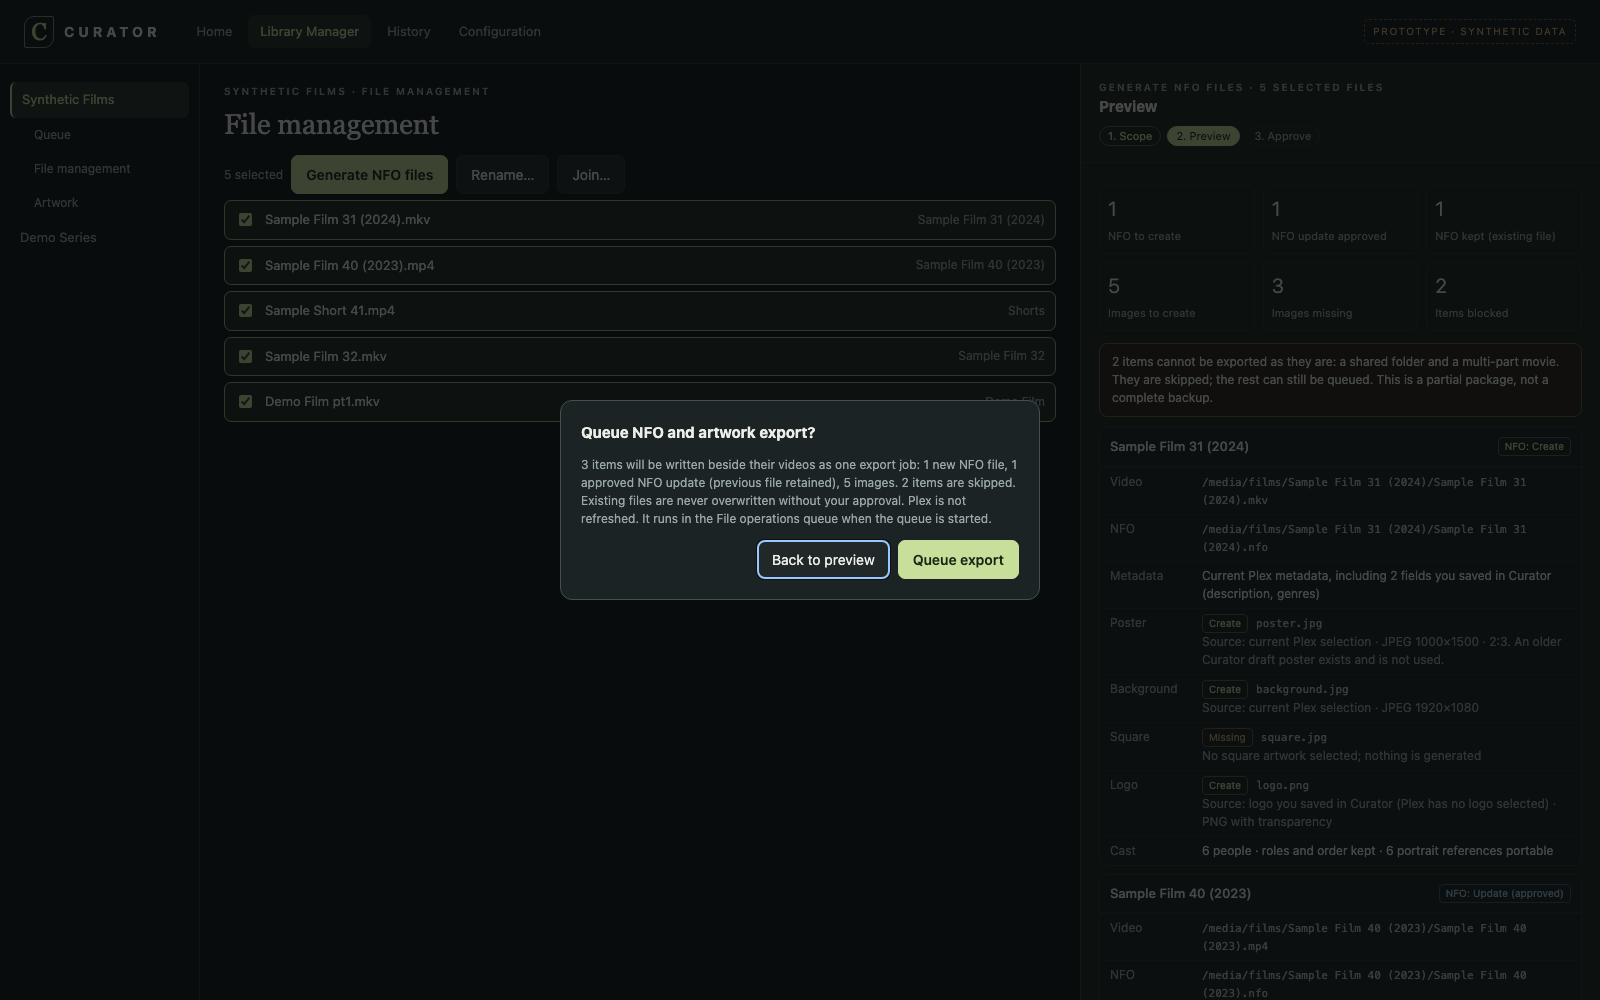 C CURATOR
Home
Library Manager
History
Configuration
PROTOTYPE · SYNTHETIC DATA
Synthetic Films
Queue
File management
Artwork
Demo Series
SYNTHETIC FILMS · FILE MANAGEMENT
File management
5 selected
Generate NFO files
Rename...
Join...
Sample Film 31 (2024).mkv
Sample Film 31 (2024)
Sample Film 40 (2023).mp4
Sample Film 40 (2023)
Sample Short 41.mp4
Shorts
Sample Film 32.mkv
Sample Film 32
Demo Film pt1.mkv
Demo Film
Queue NFO and artwork export?
3 items will be written beside their videos as one export job: 1 new NFO file, 1
approved NFO update (previous file retained), 5 images. 2 items are skipped.
Existing files are never overwritten without your approval. Plex is not
refreshed. It runs in the File operations queue when the queue is started.
Back to preview
Queue export
GENERATE NFO FILES · 5 SELECTED FILES
Preview
1. Scope
2. Preview
3. Approve
1
NFO to create
1
NFO update approved
1
NFO kept (existing file)
5
Images to create
3
Images missing
2
Items blocked
2 items cannot be exported as they are: a shared folder and a multi-part movie.
They are skipped; the rest can still be queued. This is a partial package, not a
complete backup.
Sample Film 31 (2024)
NFO: Create
Video
/media/films/Sample Film 31 (2024)/Sample Film 31
(2024).mkv
NFO
/media/films/Sample Film 31 (2024)/Sample Film 31
(2024).nfo
Metadata
Current Plex metadata, including 2 fields you saved in Curator
(description, genres)
Poster
Create poster.jpg
Source: current Plex selection · JPEG 1000×1500 · 2:3. An older
Curator draft poster exists and is not used.
Background
Create background.jpg
Source: current Plex selection · JPEG 1920×1080
Square
Missing square.jpg
No square artwork selected; nothing is generated
Logo
Create logo.png
Source: logo you saved in Curator (Plex has no logo selected) ·
PNG with transparency
Cast
6 people · roles and order kept · 6 portrait references portable
Sample Film 40 (2023)
NFO: Update (approved)
Video
/media/films/Sample Film 40 (2023)/Sample Film 40
(2023).mp4
NFO
/media/films/Sample Film 40 (2023)/Sample Film 40
(2023).nfo